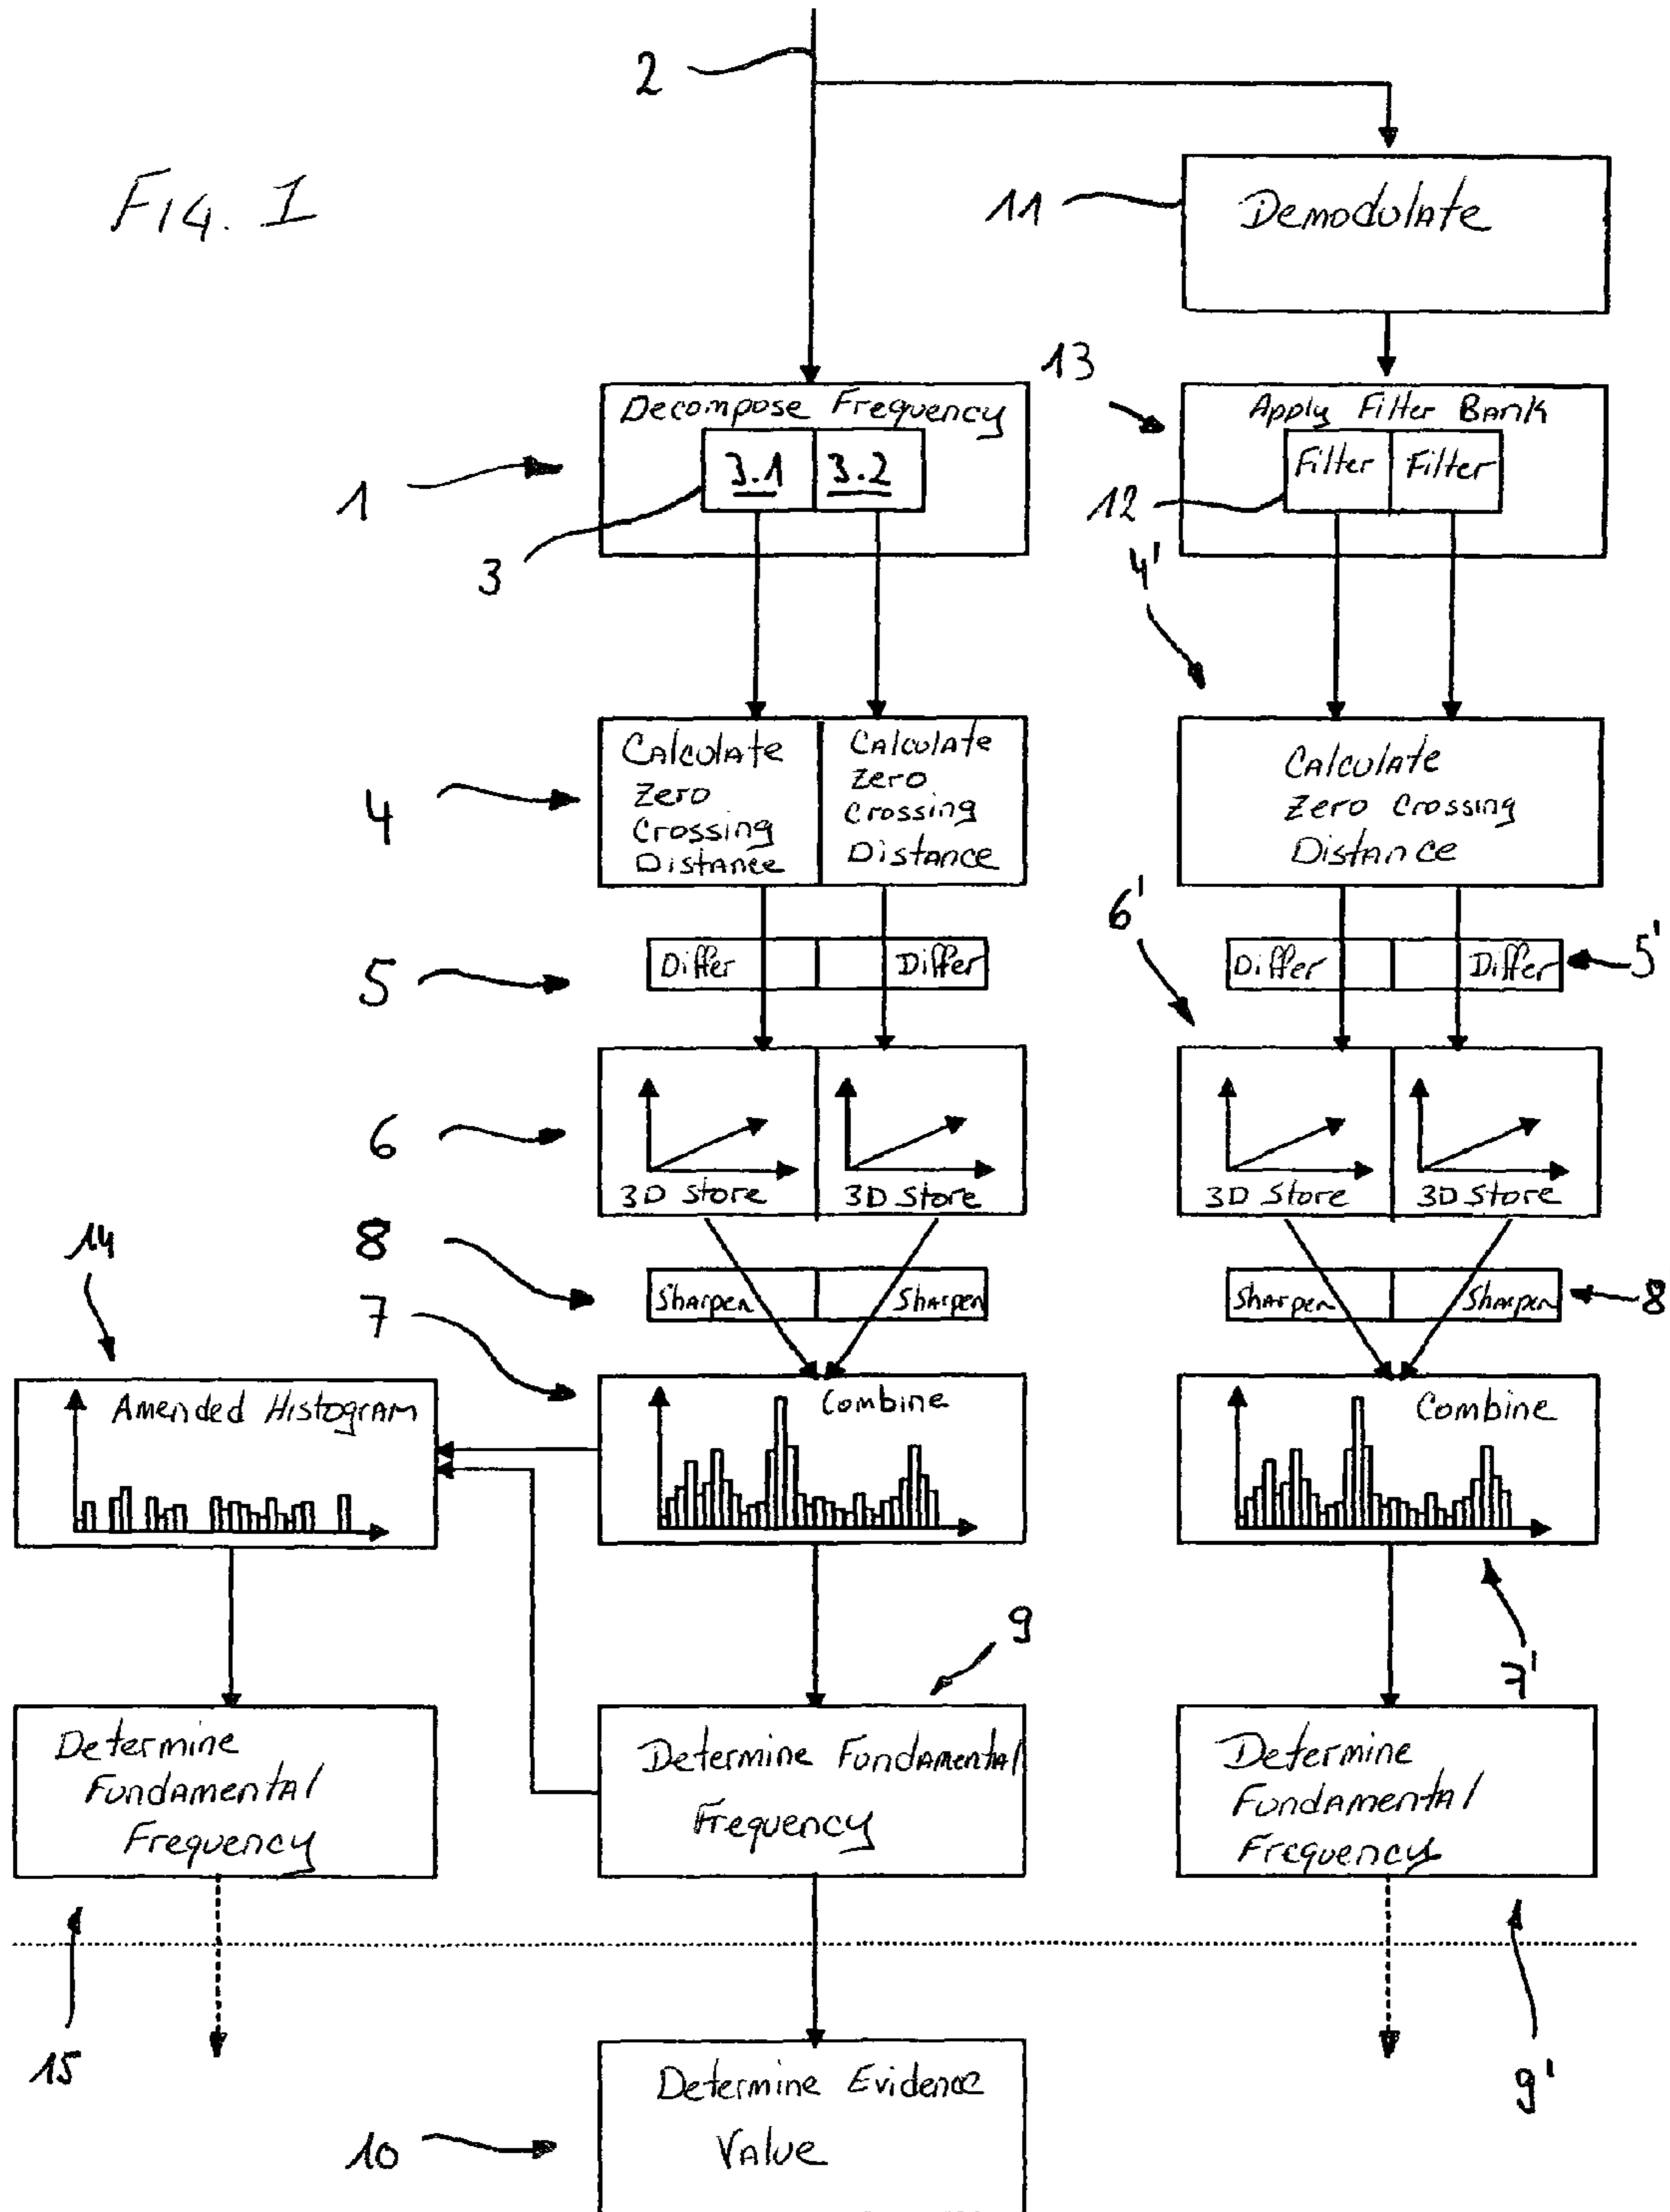 2
FIG. 1
11
Demodulate
13
Decompose Frequency
3.1 3.2
1
3
Apply Filter Bank
Filter Filter
12
4'
4
Calculate
Zero
Crossing
Distance
Calculate
Zero
Crossing
Distance
Calculate
Zero Crossing
Distance
6'
5
Differ Differ
Differ Differ
5'
6
3D Store 3D Store
3D Store 3D Store
14
8
Sharpen Sharpen
Sharpen Sharpen
8
7
Amended Histogram
Combine
Combine
9
7'
Determine
Fundamental
Frequency
Determine Fundamental
Frequency
Determine
Fundamental
Frequency
15
9'
10
Determine Evidence
Value